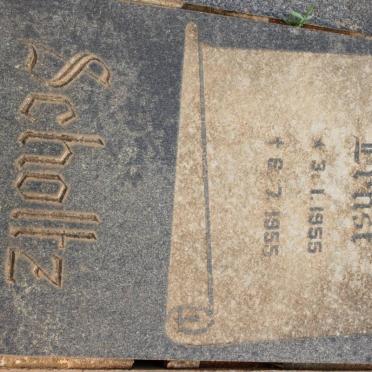 Ernst
* 3.1.1955
+ 6.7.1955
Scholtz